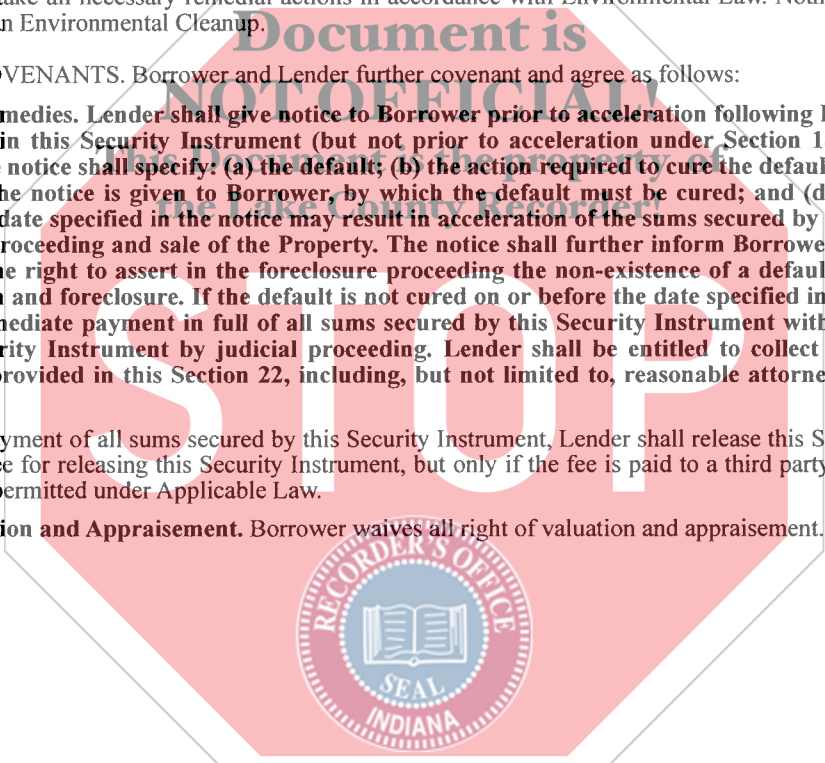 ake all necessary remedial actions in accordance with Environmental Law. Noth
n Environmental Cleanup.
Document is
OVENANTS. Borrower and Lender further covenant and agree as follows:
NOT OFFICIAL!
medies. Lender shall give notice to Borrower prior to acceleration following
in this Security Instrument (but not prior to acceleration under Section 1
This Document is the property of
notice shall specify: (a) the default; (b) the action required to cure the defaul
he notice is given to Borrower, by which the default must be cured; and (d
the Lake County Recorder!
date specified in the notice may result in acceleration of the sums secured by
roceeding and sale of the Property. The notice shall further inform Borrowe
e right to assert in the foreclosure proceeding the non-existence of a defaul
and foreclosure. If the default is not cured on or before the date specified in
mediate payment in full of all sums secured by this Security Instrument with
rity Instrument by judicial proceeding. Lender shall be entitled to collect
provided in this Section 22, including, but not limited to, reasonable attorne
STOP
yment of all sums secured by this Security Instrument, Lender shall release this S
e for releasing this Security Instrument, but only if the fee is paid to a third party
permitted under Applicable Law.
ion and Appraisement. Borrower waives all right of valuation and appraisement.
RECORDER'S OFFICE
SEAL
INDIANA